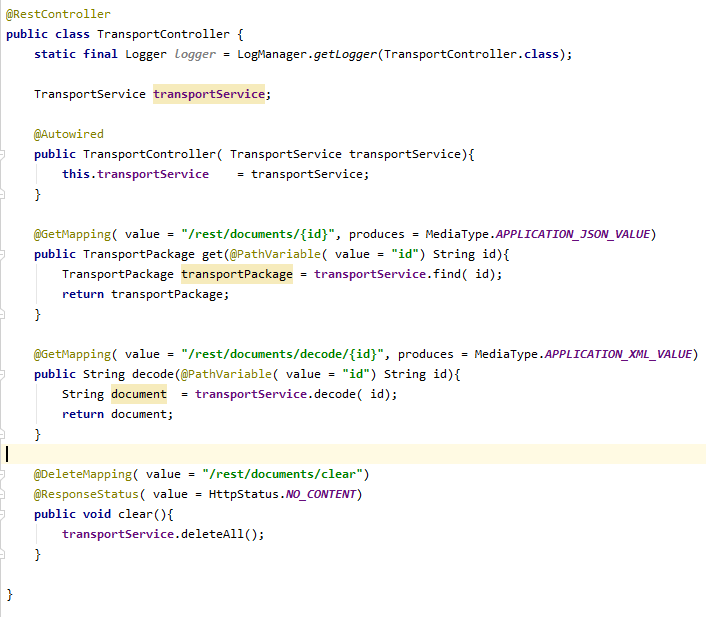 @RestController
public class TransportController {
    static final Logger logger = LogManager.getLogger(TransportController.class);

    TransportService transportService;

    @Autowired
    public TransportController( TransportService transportService){
        this.transportService    = transportService;
    }

    @GetMapping( value = "/rest/documents/{id}", produces = MediaType.APPLICATION_JSON_VALUE)
    public TransportPackage get(@PathVariable( value = "id") String id){
        TransportPackage transportPackage = transportService.find( id);
        return transportPackage;
    }

    @GetMapping( value = "/rest/documents/decode/{id}", produces = MediaType.APPLICATION_XML_VALUE)
    public String decode(@PathVariable( value = "id") String id){
        String document  = transportService.decode( id);
        return document;
    }

    @DeleteMapping( value = "/rest/documents/clear")
    @ResponseStatus( value = HttpStatus.NO_CONTENT)
    public void clear(){
        transportService.deleteAll();
    }

}